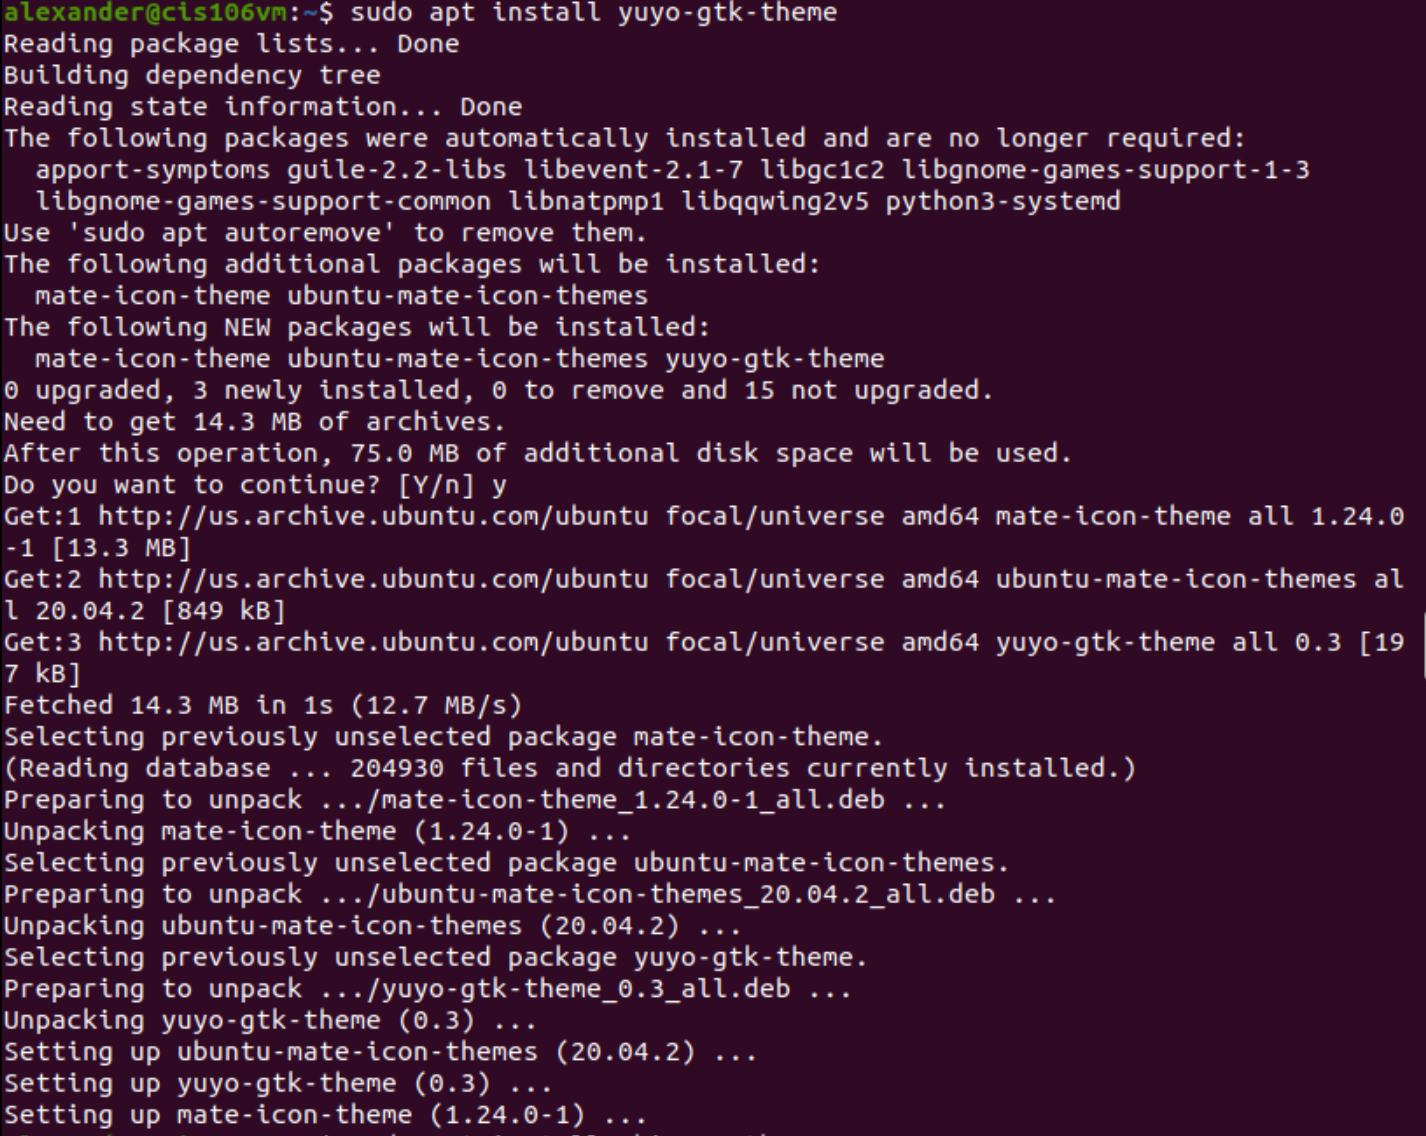 alexander@cis106vm:~$ sudo apt install yuyo-gtk-theme
Reading package lists... Done
Building dependency tree
Reading state information... Done
The following packages were automatically installed and are no longer required:
  apport-symptoms guile-2.2-libs libevent-2.1-7 libgc1c2 libgnome-games-support-1-3
  libgnome-games-support-common libnatpmp1 libqqwing2v5 python3-systemd
Use 'sudo apt autoremove' to remove them.
The following additional packages will be installed:
  mate-icon-theme ubuntu-mate-icon-themes
The following NEW packages will be installed:
  mate-icon-theme ubuntu-mate-icon-themes yuyo-gtk-theme
0 upgraded, 3 newly installed, 0 to remove and 15 not upgraded.
Need to get 14.3 MB of archives.
After this operation, 75.0 MB of additional disk space will be used.
Do you want to continue? [Y/n] y
Get:1 http://us.archive.ubuntu.com/ubuntu focal/universe amd64 mate-icon-theme all 1.24.0
-1 [13.3 MB]
Get:2 http://us.archive.ubuntu.com/ubuntu focal/universe amd64 ubuntu-mate-icon-themes al
l 20.04.2 [849 kB]
Get:3 http://us.archive.ubuntu.com/ubuntu focal/universe amd64 yuyo-gtk-theme all 0.3 [19
7 kB]
Fetched 14.3 MB in 1s (12.7 MB/s)
Selecting previously unselected package mate-icon-theme.
(Reading database ... 204930 files and directories currently installed.)
Preparing to unpack .../mate-icon-theme_1.24.0-1_all.deb ...
Unpacking mate-icon-theme (1.24.0-1) ...
Selecting previously unselected package ubuntu-mate-icon-themes.
Preparing to unpack .../ubuntu-mate-icon-themes_20.04.2_all.deb ...
Unpacking ubuntu-mate-icon-themes (20.04.2) ...
Selecting previously unselected package yuyo-gtk-theme.
Preparing to unpack .../yuyo-gtk-theme_0.3_all.deb ...
Unpacking yuyo-gtk-theme (0.3) ...
Setting up ubuntu-mate-icon-themes (20.04.2) ...
Setting up yuyo-gtk-theme (0.3) ...
Setting up mate-icon-theme (1.24.0-1) ...